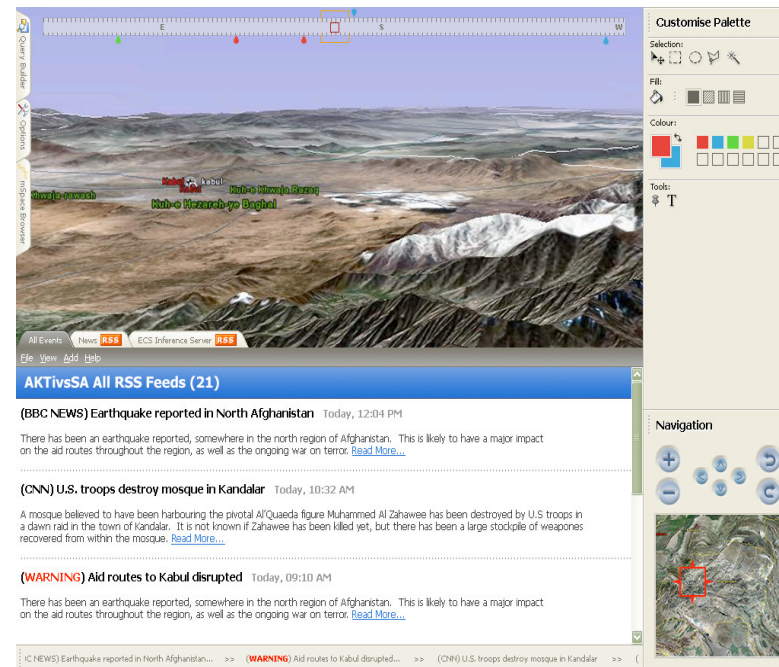 E
S
W
Customise Palette
Selection:
Fill:
Colour:
Tools:
T
Query Builder
Options
mSpace Browser
Kabul kabul
Kabul
Khwaja-rawash
Kuh-e Khwaja Razaq
Kuh-e Hezareh-ye Baghal
All Events
News RSS
ECS Inference Server RSS
File View Add Help
AKTivsSA All RSS Feeds (21)
(BBC NEWS) Earthquake reported in North Afghanistan Today, 12:04 PM
There has been an earthquake reported, somewhere in the north region of Afghanistan. This is likely to have a major impact
on the aid routes throughout the region, as well as the ongoing war on terror. Read More...
(CNN) U.S. troops destroy mosque in Kandalar Today, 10:32 AM
A mosque believed to have been harbouring the pivotal Al'Quaeda figure Muhammed Al Zahawee has been destroyed by U.S troops in
a dawn raid in the town of Kandalar. It is not known if Zahawee has been killed yet, but there has been a large stockpile of weapones
recovered from within the mosque. Read More...
(WARNING) Aid routes to Kabul disrupted Today, 09:10 AM
There has been an earthquake reported, somewhere in the north region of Afghanistan. This is likely to have a major impact
on the aid routes throughout the region, as well as the ongoing war on terror. Read More...
Navigation
C NEWS) Earthquake reported in North Afghanistan... >> (WARNING) Aid routes to Kabul disrupted... >> (CNN) U.S. troops destroy mosque in Kandalar >> (